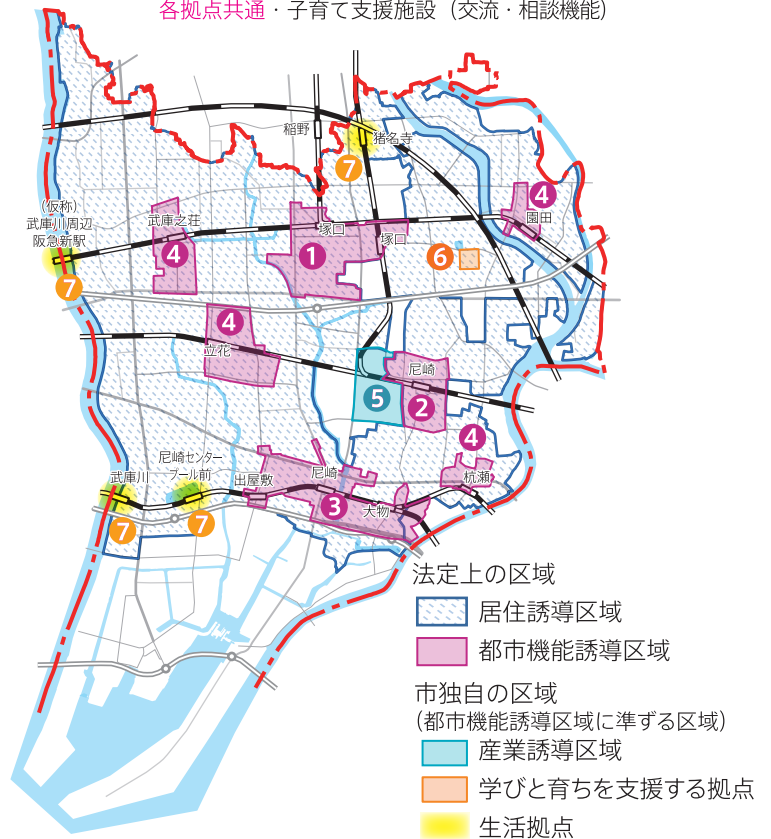 各拠点共通・子育て支援施設（交流・相談機能）
稲野
猪名寺
7
4
園田
（仮称）
武庫川周辺
阪急新駅
7
武庫之荘
4
塚口
1
塚口
6
4
立花
尼崎
5
2
4
杭瀬
尼崎センター
プール前
武庫川
7
7
出屋敷
尼崎
3
大物
法定上の区域
居住誘導区域
都市機能誘導区域
市独自の区域
（都市機能誘導区域に準ずる区域）
産業誘導区域
学びと育ちを支援する拠点
生活拠点